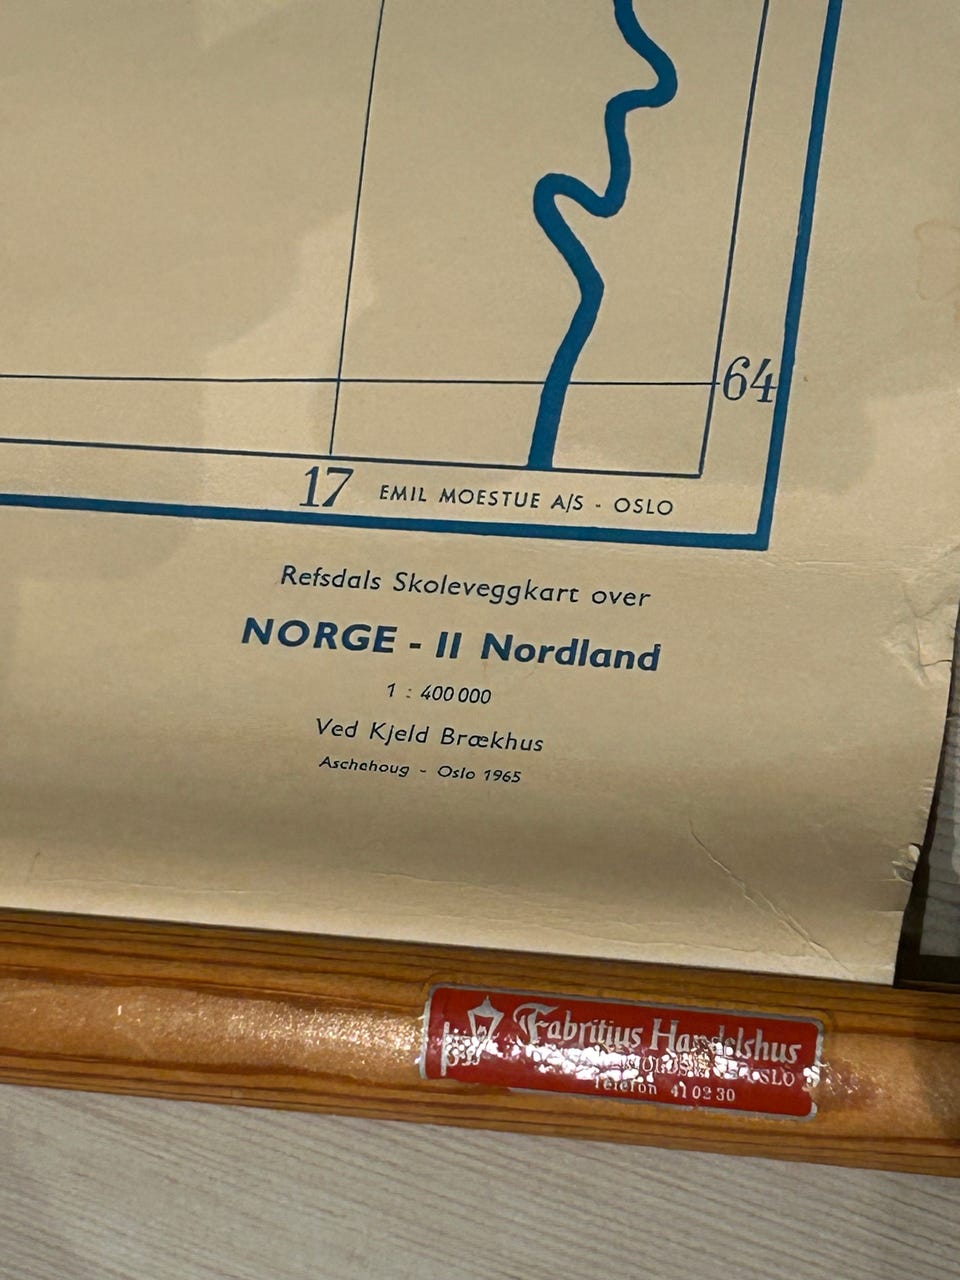 64
17 EMIL MOESTUE A/S - OSLO
Refsdals Skoleveggkart over
NORGE - II Nordland
1 : 400 000
Ved Kjeld Brækhus
Aschehoug - Oslo 1965
Fabritius Handelshus
OSLO
Telefon 41 02 30